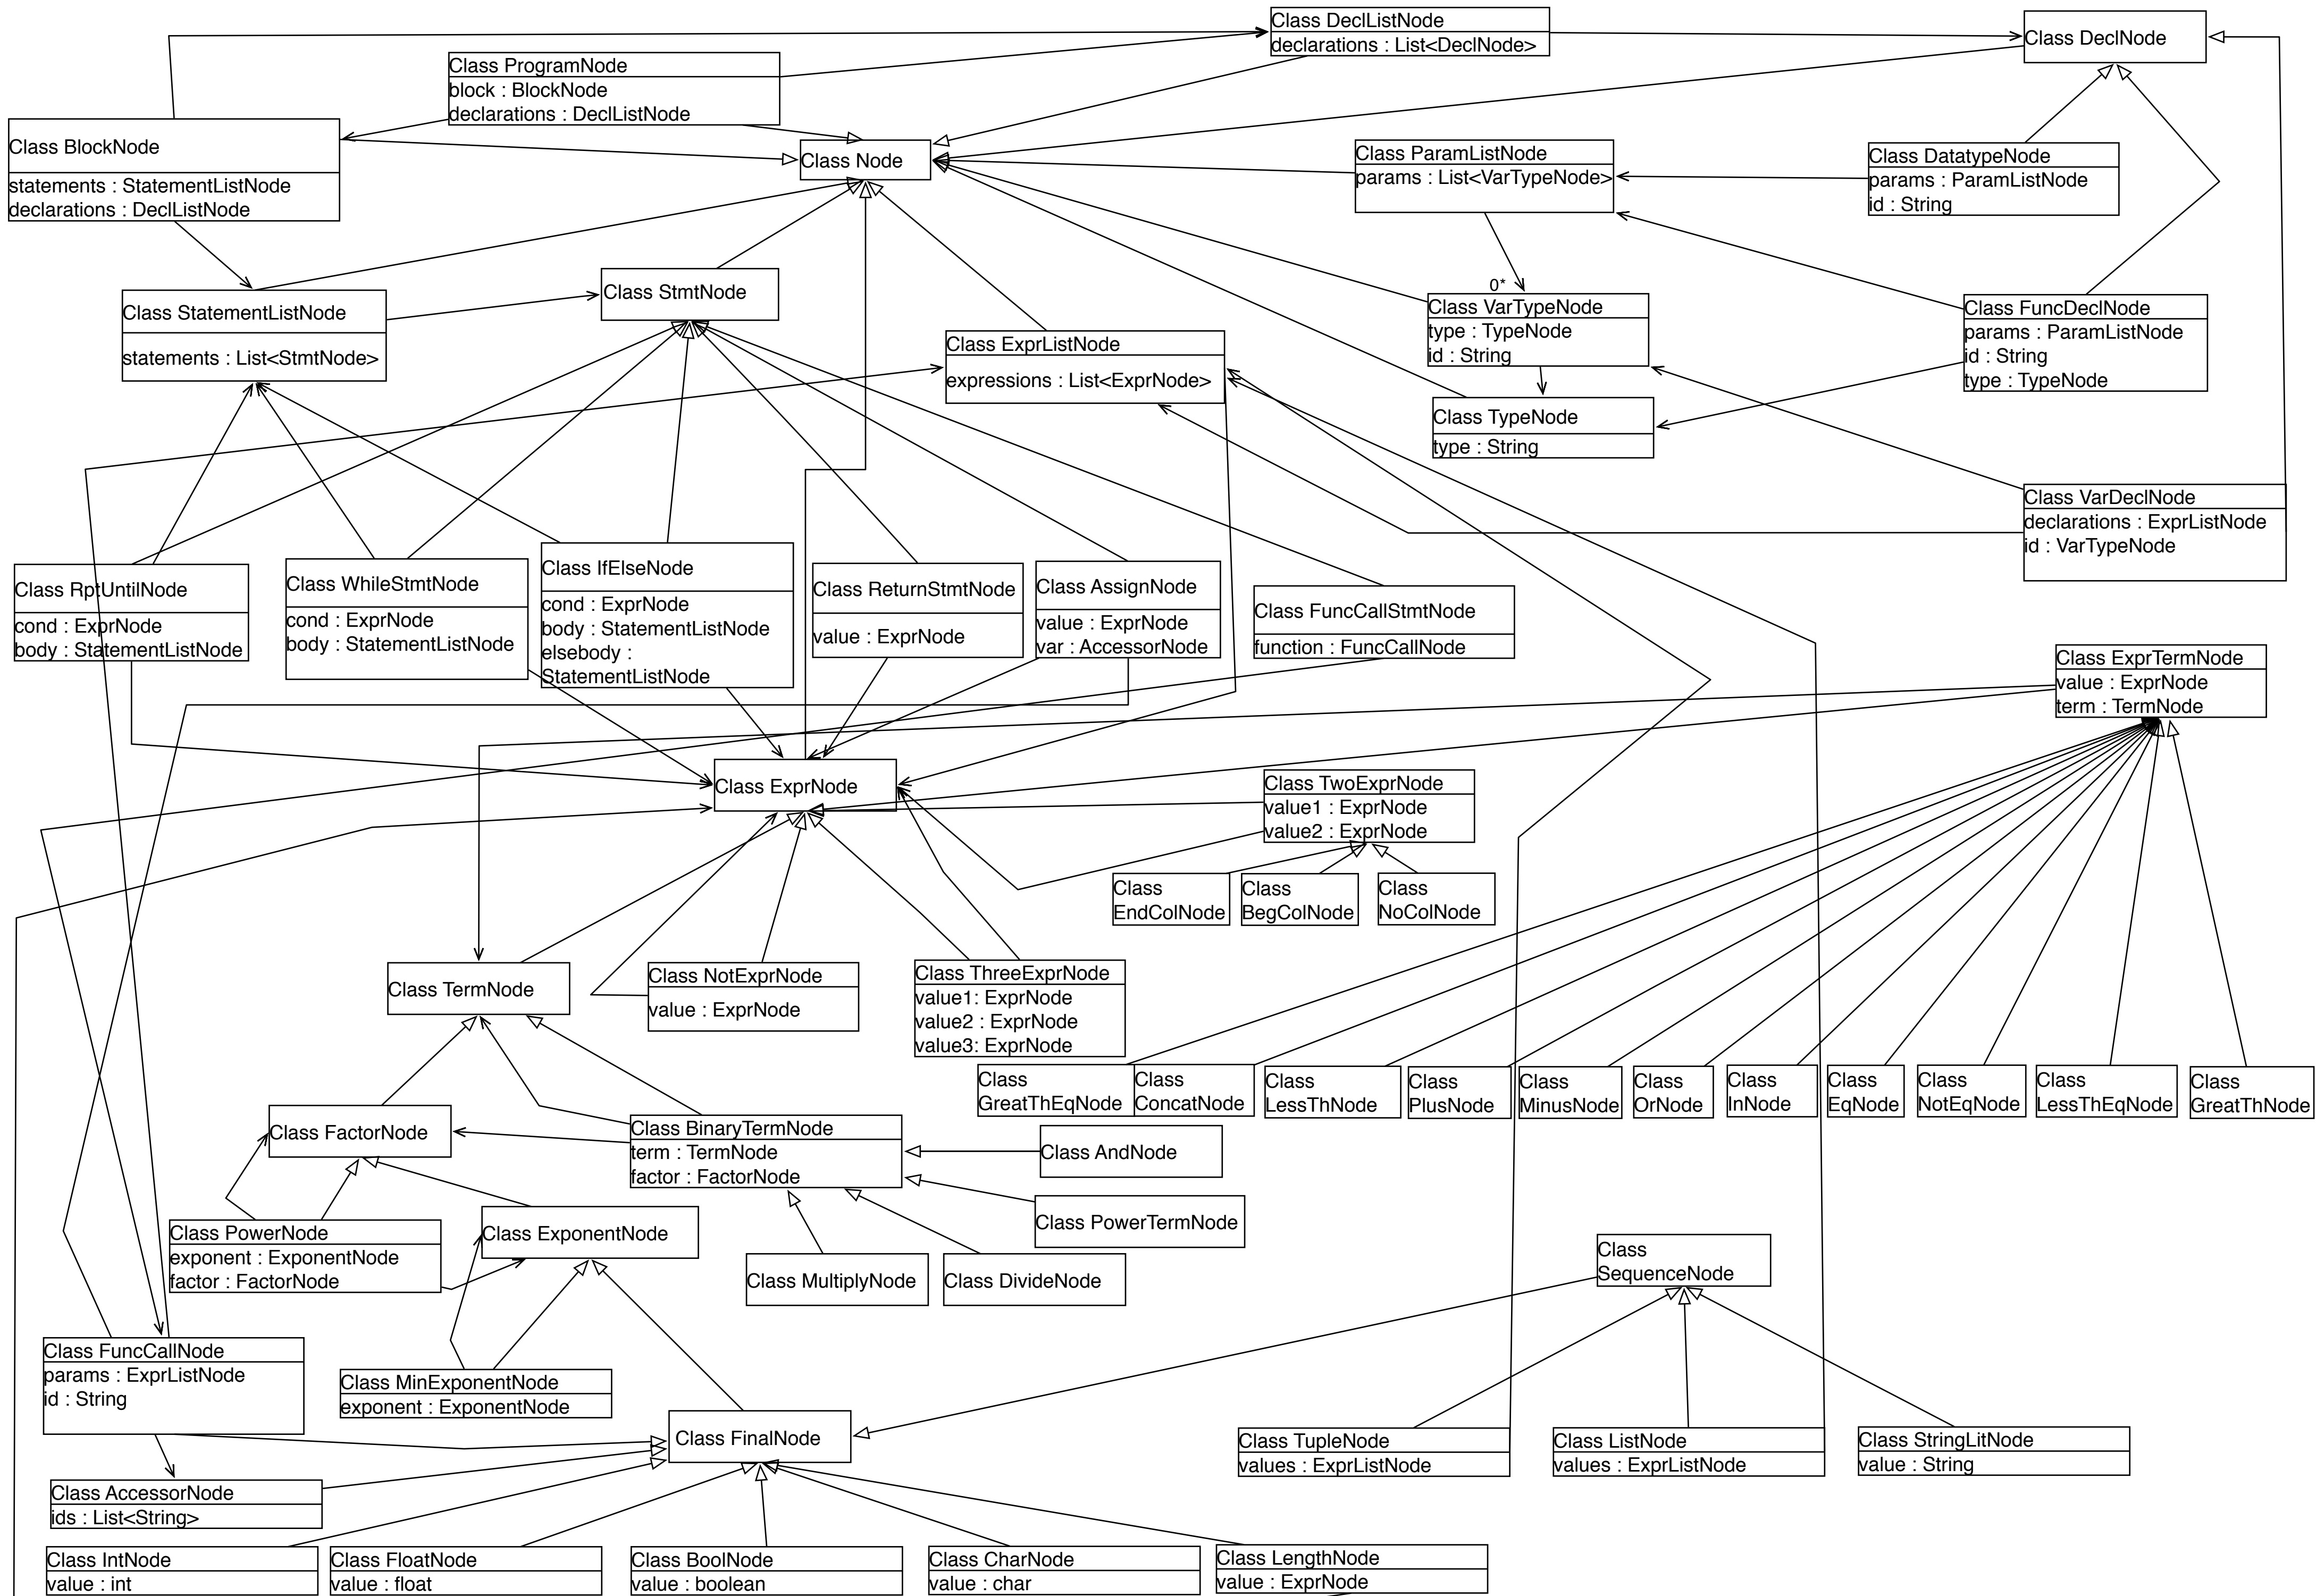 Class DeclListNode
declarations : List<DeclNode>
Class DeclNode
Class ProgramNode
block : BlockNode
declarations : DeclListNode
Class BlockNode
statements : StatementListNode
declarations : DeclListNode
Class Node
Class ParamListNode
params : List<VarTypeNode>
Class DatatypeNode
params : ParamListNode
id : String
Class StatementListNode
statements : List<StmtNode>
Class StmtNode
Class ExprListNode
expressions : List<ExprNode>
0*
Class VarTypeNode
type : TypeNode
id : String
Class FuncDeclNode
params : ParamListNode
id : String
type : TypeNode
Class TypeNode
type : String
Class VarDeclNode
declarations : ExprListNode
id : VarTypeNode
Class RptUntilNode
cond : ExprNode
body : StatementListNode
Class WhileStmtNode
cond : ExprNode
body : StatementListNode
Class IfElseNode
cond : ExprNode
body : StatementListNode
elsebody :
StatementListNode
Class ReturnStmtNode
value : ExprNode
Class AssignNode
value : ExprNode
var : AccessorNode
Class FuncCallStmtNode
function : FuncCallNode
Class ExprTermNode
value : ExprNode
term : TermNode
Class ExprNode
Class TwoExprNode
value1 : ExprNode
value2 : ExprNode
Class
EndColNode
Class
BegColNode
Class
NoColNode
Class TermNode
Class NotExprNode
value : ExprNode
Class ThreeExprNode
value1: ExprNode
value2 : ExprNode
value3: ExprNode
Class
GreatThEqNode
Class
ConcatNode
Class
LessThNode
Class
PlusNode
Class
MinusNode
Class
OrNode
Class
InNode
Class
EqNode
Class
NotEqNode
Class
LessThEqNode
Class
GreatThNode
Class FactorNode
Class BinaryTermNode
term : TermNode
factor : FactorNode
Class AndNode
Class PowerTermNode
Class PowerNode
exponent : ExponentNode
factor : FactorNode
Class ExponentNode
Class MultiplyNode
Class DivideNode
Class
SequenceNode
Class FuncCallNode
params : ExprListNode
id : String
Class MinExponentNode
exponent : ExponentNode
Class FinalNode
Class TupleNode
values : ExprListNode
Class ListNode
values : ExprListNode
Class StringLitNode
value : String
Class AccessorNode
ids : List<String>
Class IntNode
value : int
Class FloatNode
value : float
Class BoolNode
value : boolean
Class CharNode
value : char
Class LengthNode
value : ExprNode